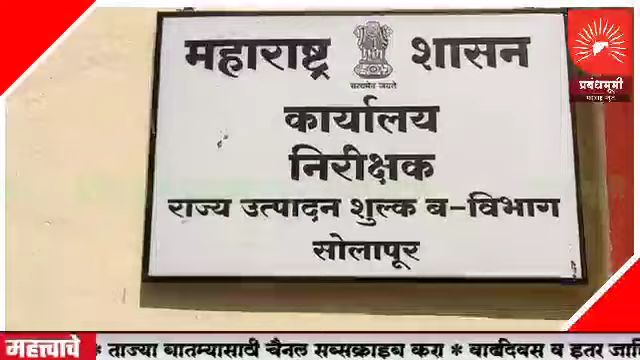 महाराष्ट्र शासन
सत्यमेव जयते
कार्यालय
निरीक्षक
राज्य उत्पादन शुल्क ब-विभाग
सोलापूर
प्रबंधभूमी
महत्त्वाचे * ताज्या बातम्यासाठी चैनल सब्सक्राइब करा * वाढदिवस व इतर जाहि